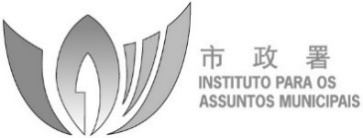 市政署
INSTITUTO PARA OS
ASSUNTOS MUNICIPAIS